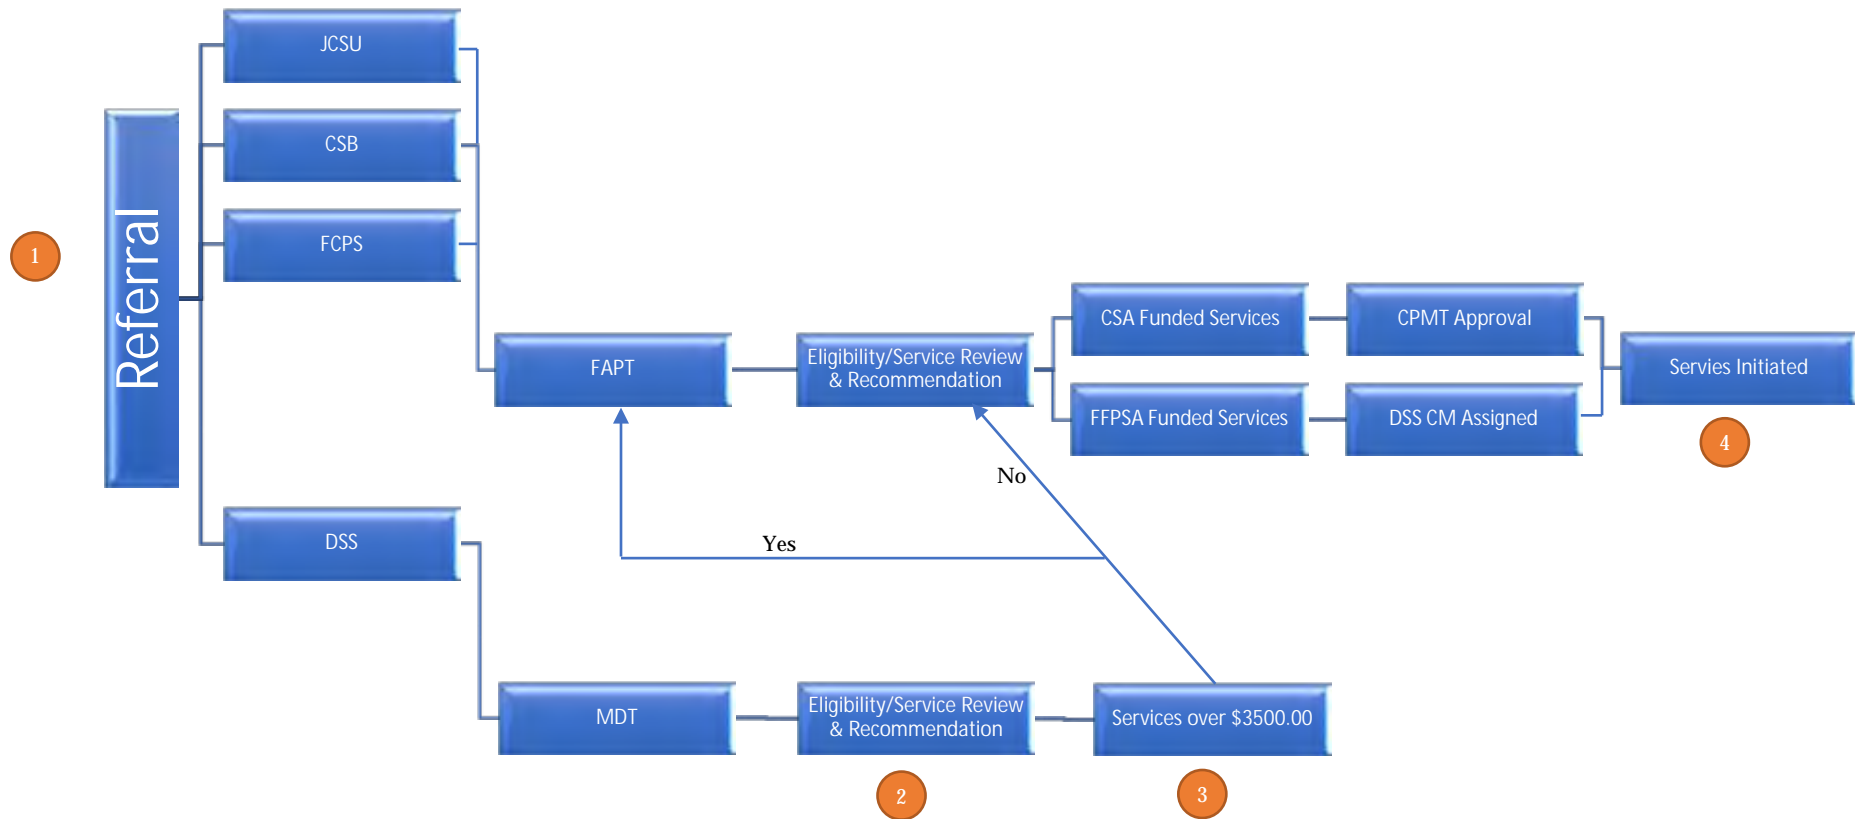 JCSU
CSB
FCPS
1
Referral
CSA Funded Services
CPMT Approval
FAPT
Eligibility/Service Review
& Recommendation
Servies Initiated
FFPSA Funded Services
DSS CM Assigned
4
No
DSS
Yes
MDT
Eligibility/Service Review
& Recommendation
Services over $3500.00
2
3